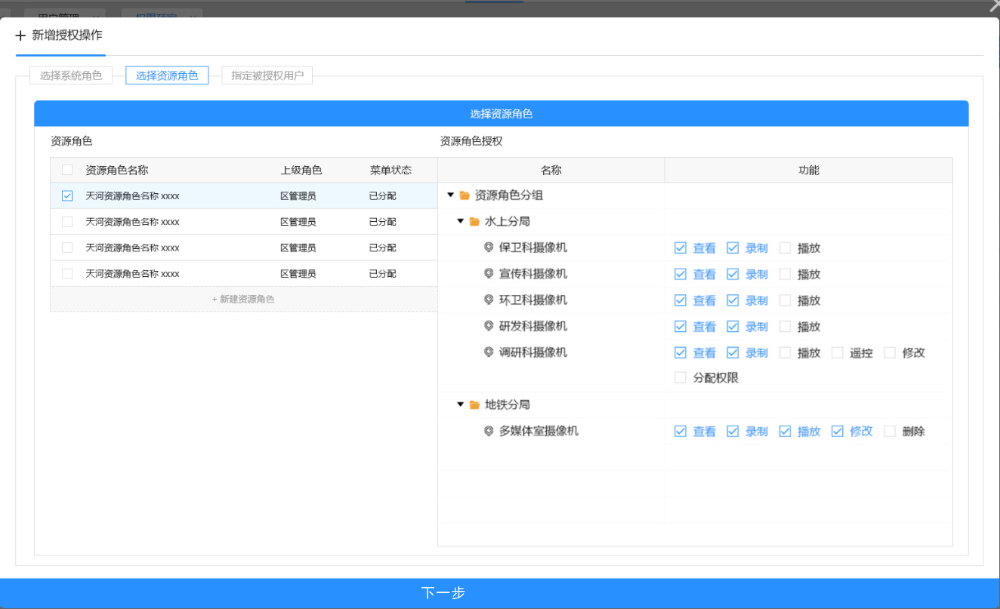 用户管理 权限预案
新增授权操作
选择系统角色 选择资源角色 指定被授权用户
选择资源角色
资源角色 资源角色授权
资源角色名称 上级角色 菜单状态 名称 功能
天河资源角色名称 xxxx 区管理员 已分配 资源角色分组
天河资源角色名称 xxxx 区管理员 已分配 水上分局
天河资源角色名称 xxxx 区管理员 已分配 保卫科摄像机 查看 录制 播放
天河资源角色名称 xxxx 区管理员 已分配 宣传科摄像机 查看 录制 播放
+ 新建资源角色 环卫科摄像机 查看 录制 播放
研发科摄像机 查看 录制 播放
调研科摄像机 查看 录制 播放 遥控 修改
分配权限
地铁分局
多媒体室摄像机 查看 录制 播放 修改 删除
下一步